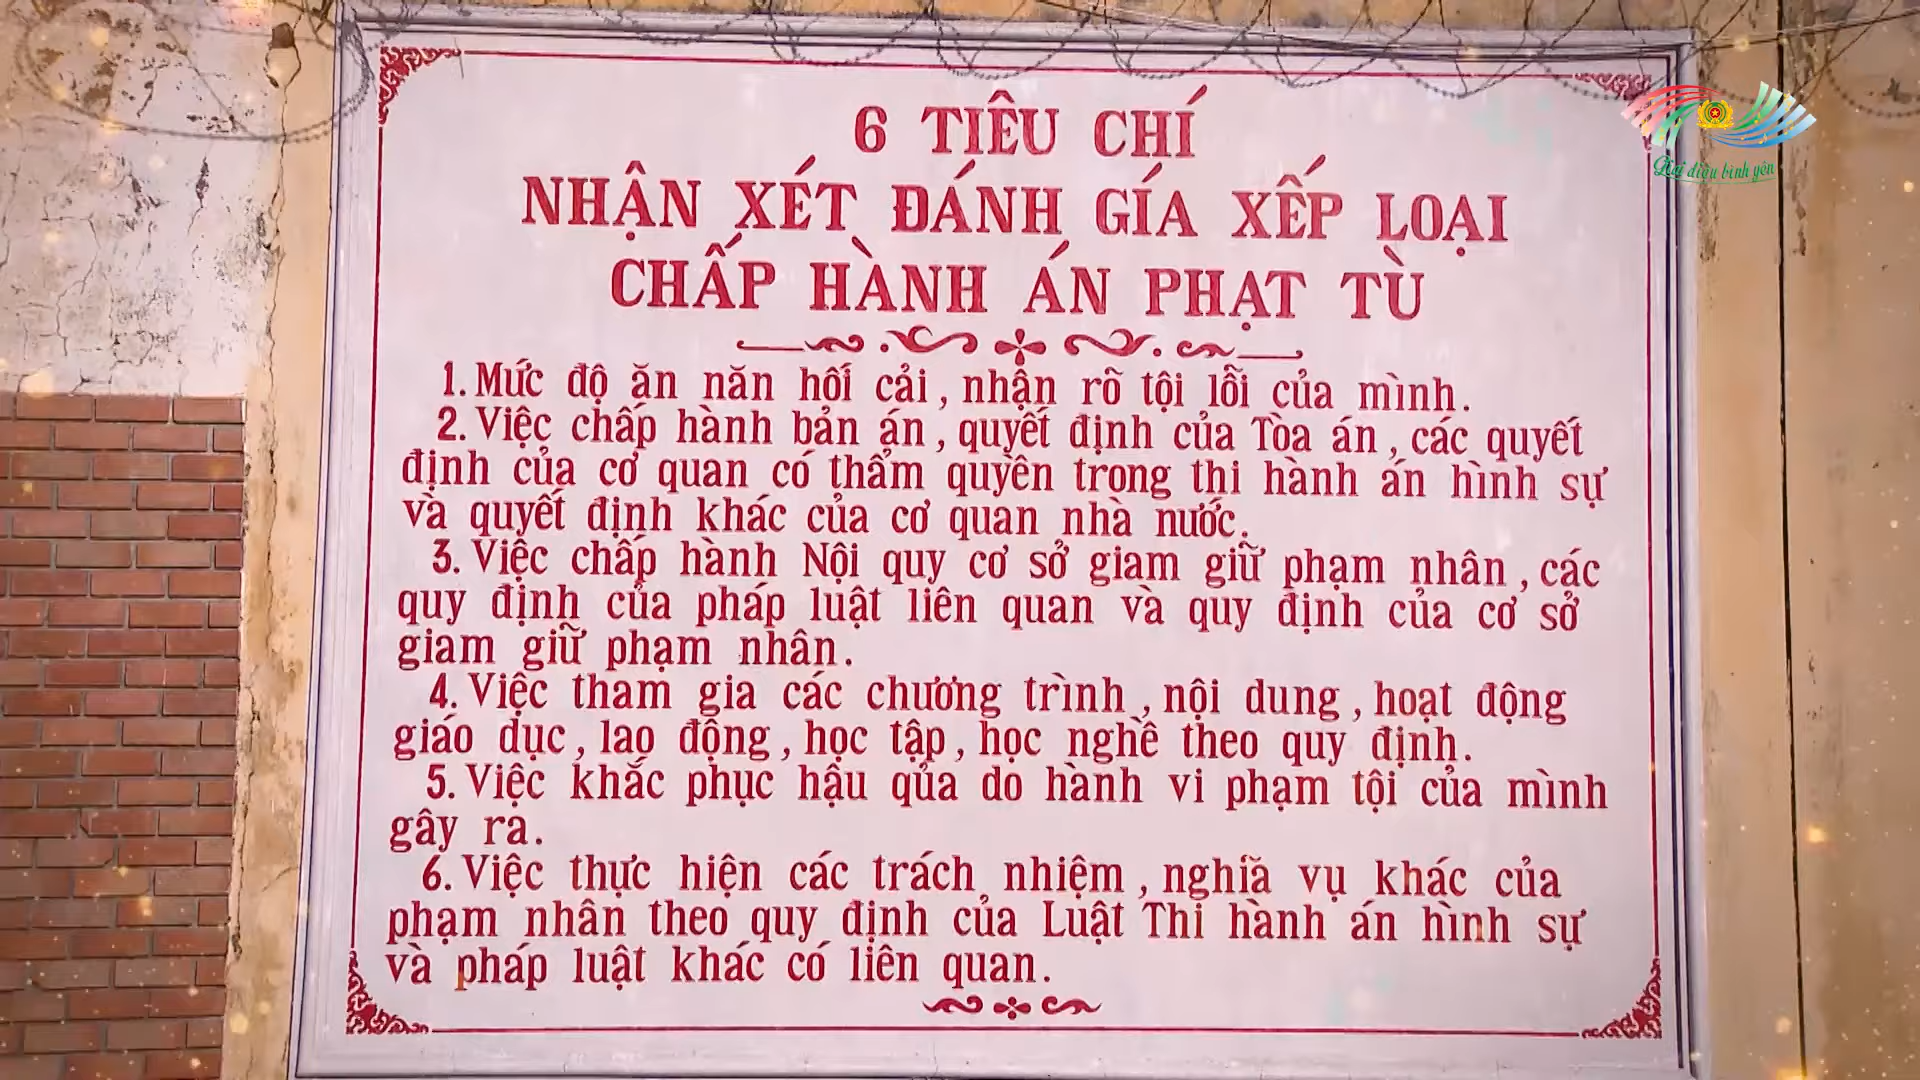 6 TIÊU CHÍ
NHẬN XÉT ĐÁNH GÍA XẾP LOẠI
CHẤP HÀNH ÁN PHẠT TÙ
1. Mức độ ăn năn hối cải, nhận rõ tội lỗi của mình.
2. Việc chấp hành bản án, quyết định của Tòa án, các quyết
định của cơ quan có thẩm quyền trong thi hành án hình sự
và quyết định khác của cơ quan nhà nước.
3. Việc chấp hành Nội quy cơ sở giam giữ phạm nhân, các
quy định của pháp luật liên quan và quy định của cơ sở
giam giữ phạm nhân.
4. Việc tham gia các chương trình, nội dung, hoạt động
giáo dục, lao động, học tập, học nghề theo quy định.
5. Việc khắc phục hậu qủa do hành vi phạm tội của mình
gây ra.
6. Việc thực hiện các trách nhiệm, nghĩa vụ khác của
phạm nhân theo quy định của Luật Thi hành án hình sự
và pháp luật khác có liên quan.
Giai điệu bình yên